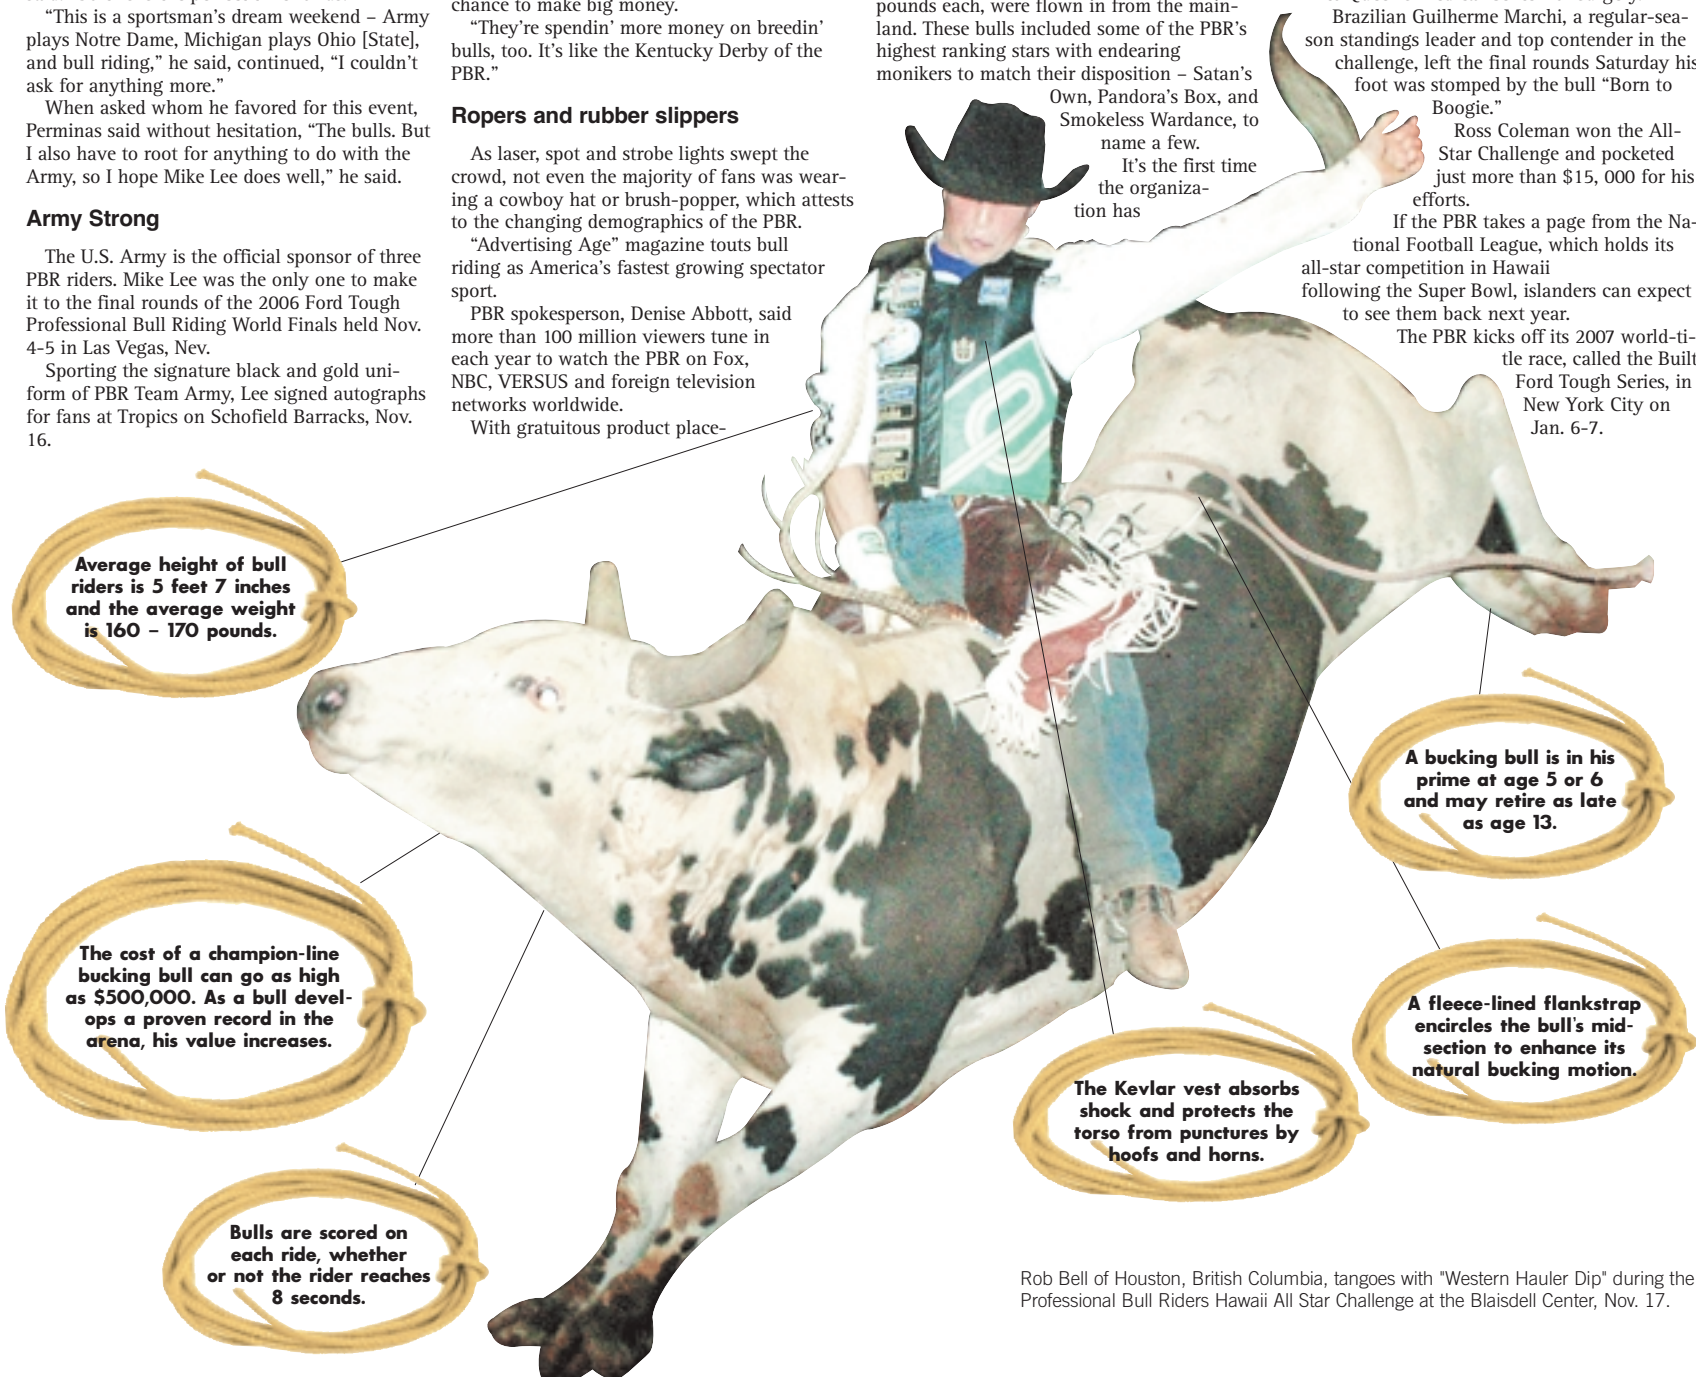 “This is a sportsman’s dream weekend – Army
plays Notre Dame, Michigan plays Ohio [State],
and bull riding,” he said, continued, “I couldn’t
ask for anything more.”
When asked whom he favored for this event,
Perminas said without hesitation, “The bulls. But
I also have to root for anything to do with the
Army, so I hope Mike Lee does well,” he said.
Army Strong
The U.S. Army is the official sponsor of three
PBR riders. Mike Lee was the only one to make
it to the final rounds of the 2006 Ford Tough
Professional Bull Riding World Finals held Nov.
4-5 in Las Vegas, Nev.
Sporting the signature black and gold uni-
form of PBR Team Army, Lee signed autographs
for fans at Tropics on Schofield Barracks, Nov.
16.
chance to make big money.
“They’re spendin’ more money on breedin’
bulls, too. It’s like the Kentucky Derby of the
PBR.”
Ropers and rubber slippers
As laser, spot and strobe lights swept the
crowd, not even the majority of fans was wear-
ing a cowboy hat or brush-popper, which attests
to the changing demographics of the PBR.
“Advertising Age” magazine touts bull
riding as America’s fastest growing spectator
sport.
PBR spokesperson, Denise Abbott, said
more than 100 million viewers tune in
each year to watch the PBR on Fox,
NBC, VERSUS and foreign television
networks worldwide.
With gratuitous product place-
pounds each, were flown in from the main-
land. These bulls included some of the PBR’s
highest ranking stars with endearing
monikers to match their disposition – Satan’s
Own, Pandora’s Box, and
Smokeless Wardance, to
name a few.
It’s the first time
the organiza-
tion has
Brazilian Guilherme Marchi, a regular-sea-
son standings leader and top contender in the
challenge, left the final rounds Saturday his
foot was stomped by the bull “Born to
Boogie.”
Ross Coleman won the All-
Star Challenge and pocketed
just more than $15, 000 for his
efforts.
If the PBR takes a page from the Na-
tional Football League, which holds its
all-star competition in Hawaii
following the Super Bowl, islanders can expect
to see them back next year.
The PBR kicks off its 2007 world-ti-
tle race, called the Built
Ford Tough Series, in
New York City on
Jan. 6-7.
Average height of bull
riders is 5 feet 7 inches
and the average weight
is 160 – 170 pounds.
The cost of a champion-line
bucking bull can go as high
as $500,000. As a bull devel-
ops a proven record in the
arena, his value increases.
Bulls are scored on
each ride, whether
or not the rider reaches
8 seconds.
A bucking bull is in his
prime at age 5 or 6
and may retire as late
as age 13.
A fleece-lined flankstrap
encircles the bull’s mid-
section to enhance its
natural bucking motion.
The Kevlar vest absorbs
shock and protects the
torso from punctures by
hoofs and horns.
Rob Bell of Houston, British Columbia, tangoes with "Western Hauler Dip" during the
Professional Bull Riders Hawaii All Star Challenge at the Blaisdell Center, Nov. 17.